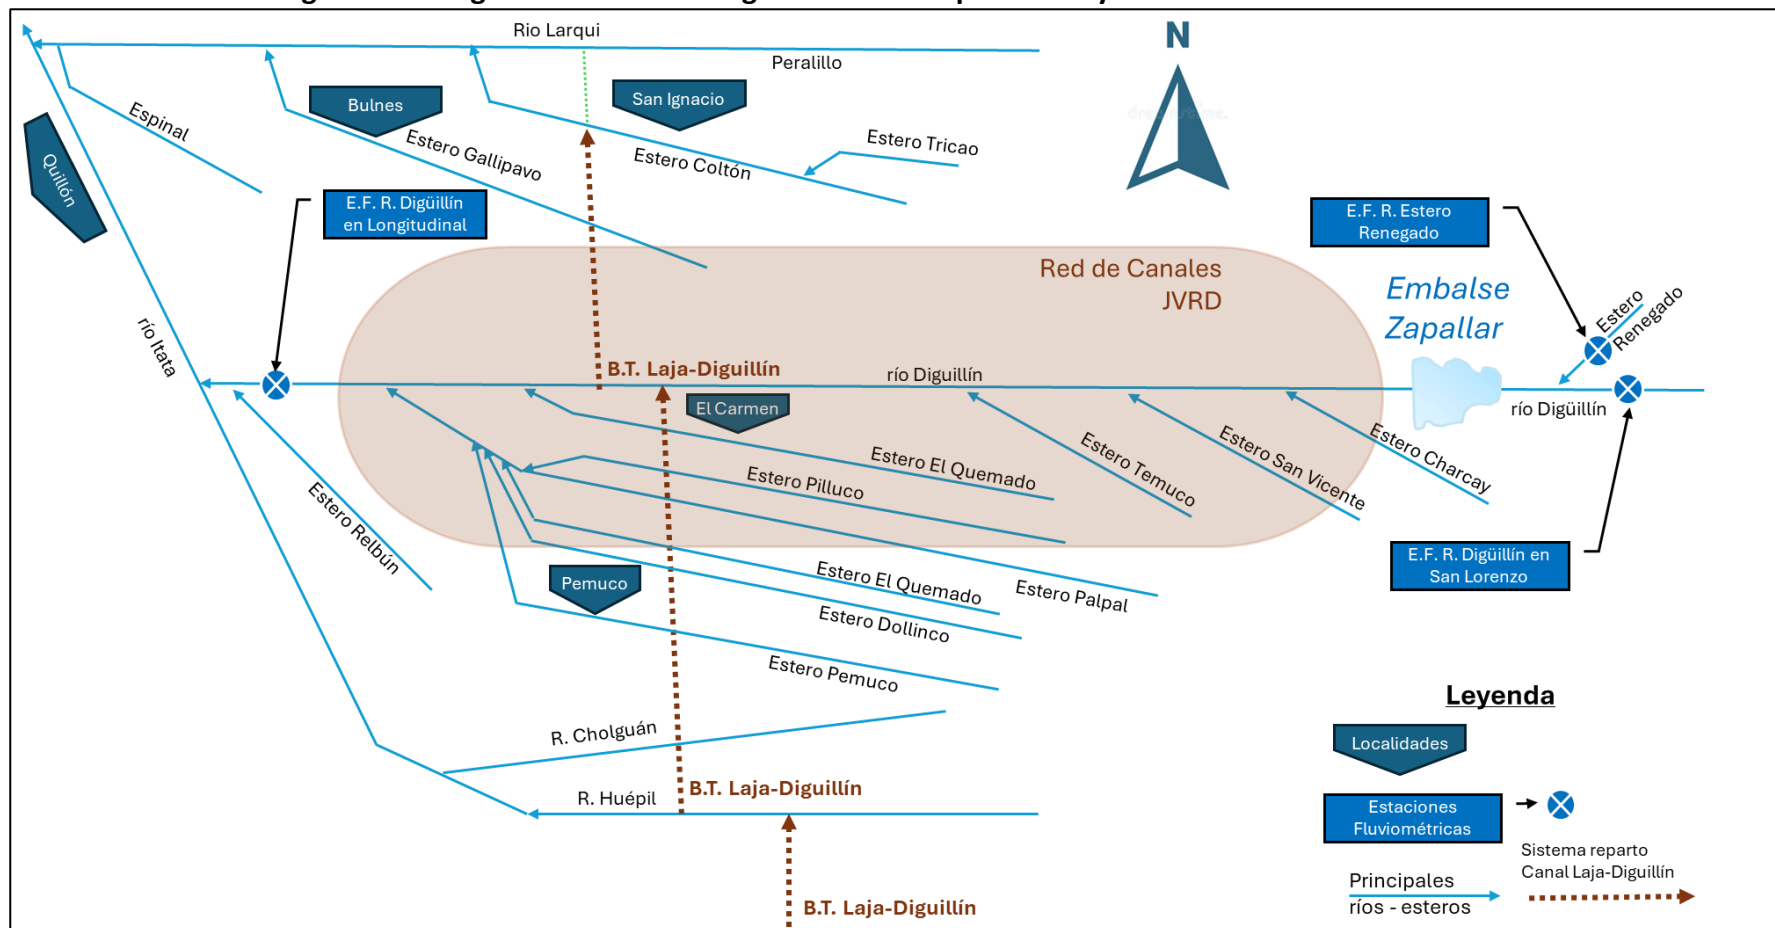 Rio Larqui
Peralillo
N
Bulnes
San Ignacio
Espinal
Estero Gallipavo
Estero Coltón
Estero Tricao
Quillón
E.F. R. Digüillín
en Longitudinal
E.F. R. Estero
Renegado
Red de Canales
JVRD
Embalse
Zapallar
Estero
Renegado
río Itata
B.T. Laja-Diguillín
río Diguillín
El Carmen
río Digüillín
Estero El Quemado
Estero Pilluco
Estero Temuco
Estero San Vicente
Estero Charcay
Estero Relbún
E.F. R. Digüillín en
San Lorenzo
Pemuco
Estero El Quemado
Estero Palpal
Estero Dollinco
Estero Pemuco
R. Cholguán
B.T. Laja-Diguillín
R. Huépil
B.T. Laja-Diguillín
Leyenda
Localidades
Estaciones
Fluviométricas
Sistema reparto
Canal Laja-Diguillín
Principales
ríos - esteros